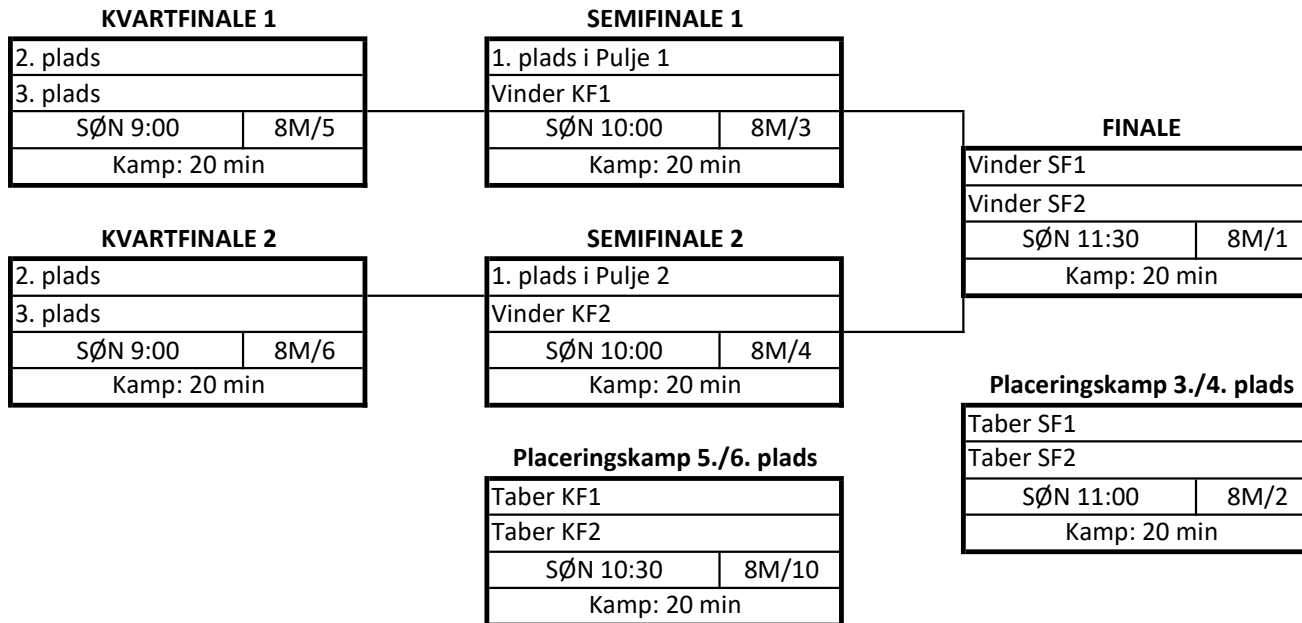 KVARTFINALE 1
2. plads
3. plads
SØN 9:00 8M/5
Kamp: 20 min
KVARTFINALE 2
2. plads
3. plads
SØN 9:00 8M/6
Kamp: 20 min
SEMIFINALE 1
1. plads i Pulje 1
Vinder KF1
SØN 10:00 8M/3
Kamp: 20 min
SEMIFINALE 2
1. plads i Pulje 2
Vinder KF2
SØN 10:00 8M/4
Kamp: 20 min
Placeringskamp 5./6. plads
Taber KF1
Taber KF2
SØN 10:30 8M/10
Kamp: 20 min
FINALE
Vinder SF1
Vinder SF2
SØN 11:30 8M/1
Kamp: 20 min
Placeringskamp 3./4. plads
Taber SF1
Taber SF2
SØN 11:00 8M/2
Kamp: 20 min